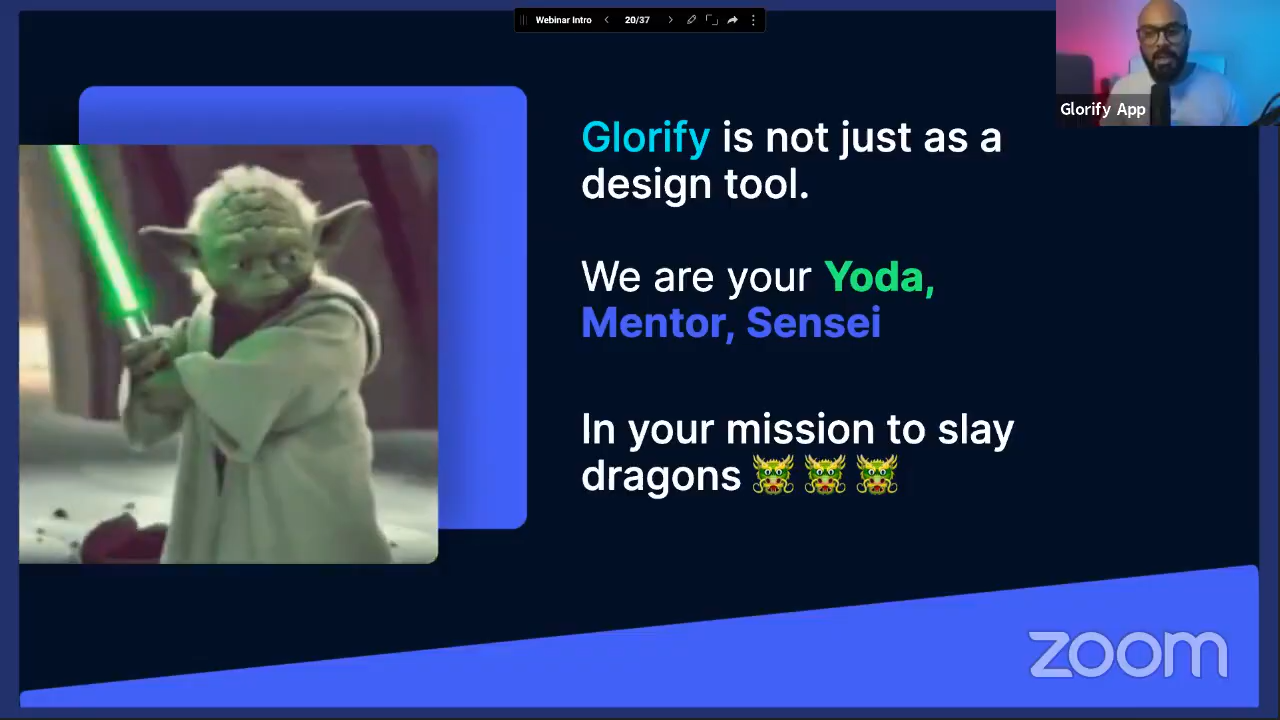 Webinar Intro 20/37
Glorify App
Glorify is not just as a
design tool.
We are your Yoda,
Mentor, Sensei
In your mission to slay
dragons 🐲 🐲 🐲
zoom